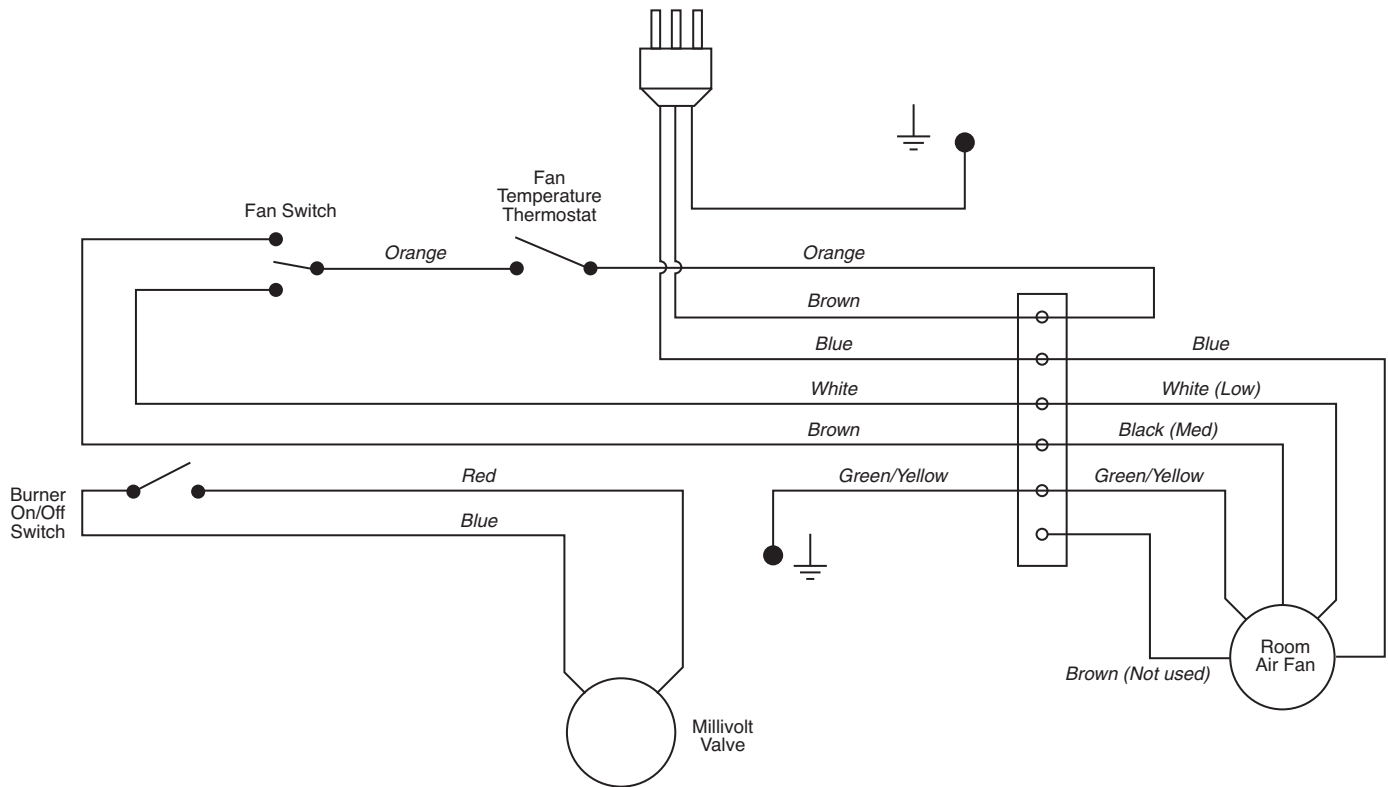 Fan
Temperature
Thermostat
Fan Switch
Orange
Orange
Brown
Blue
Blue
White
White (Low)
Brown
Black (Med)
Red
Green/Yellow
Green/Yellow
Burner
On/Off
Switch
Blue
Room
Air Fan
Brown (Not used)
Millivolt
Valve